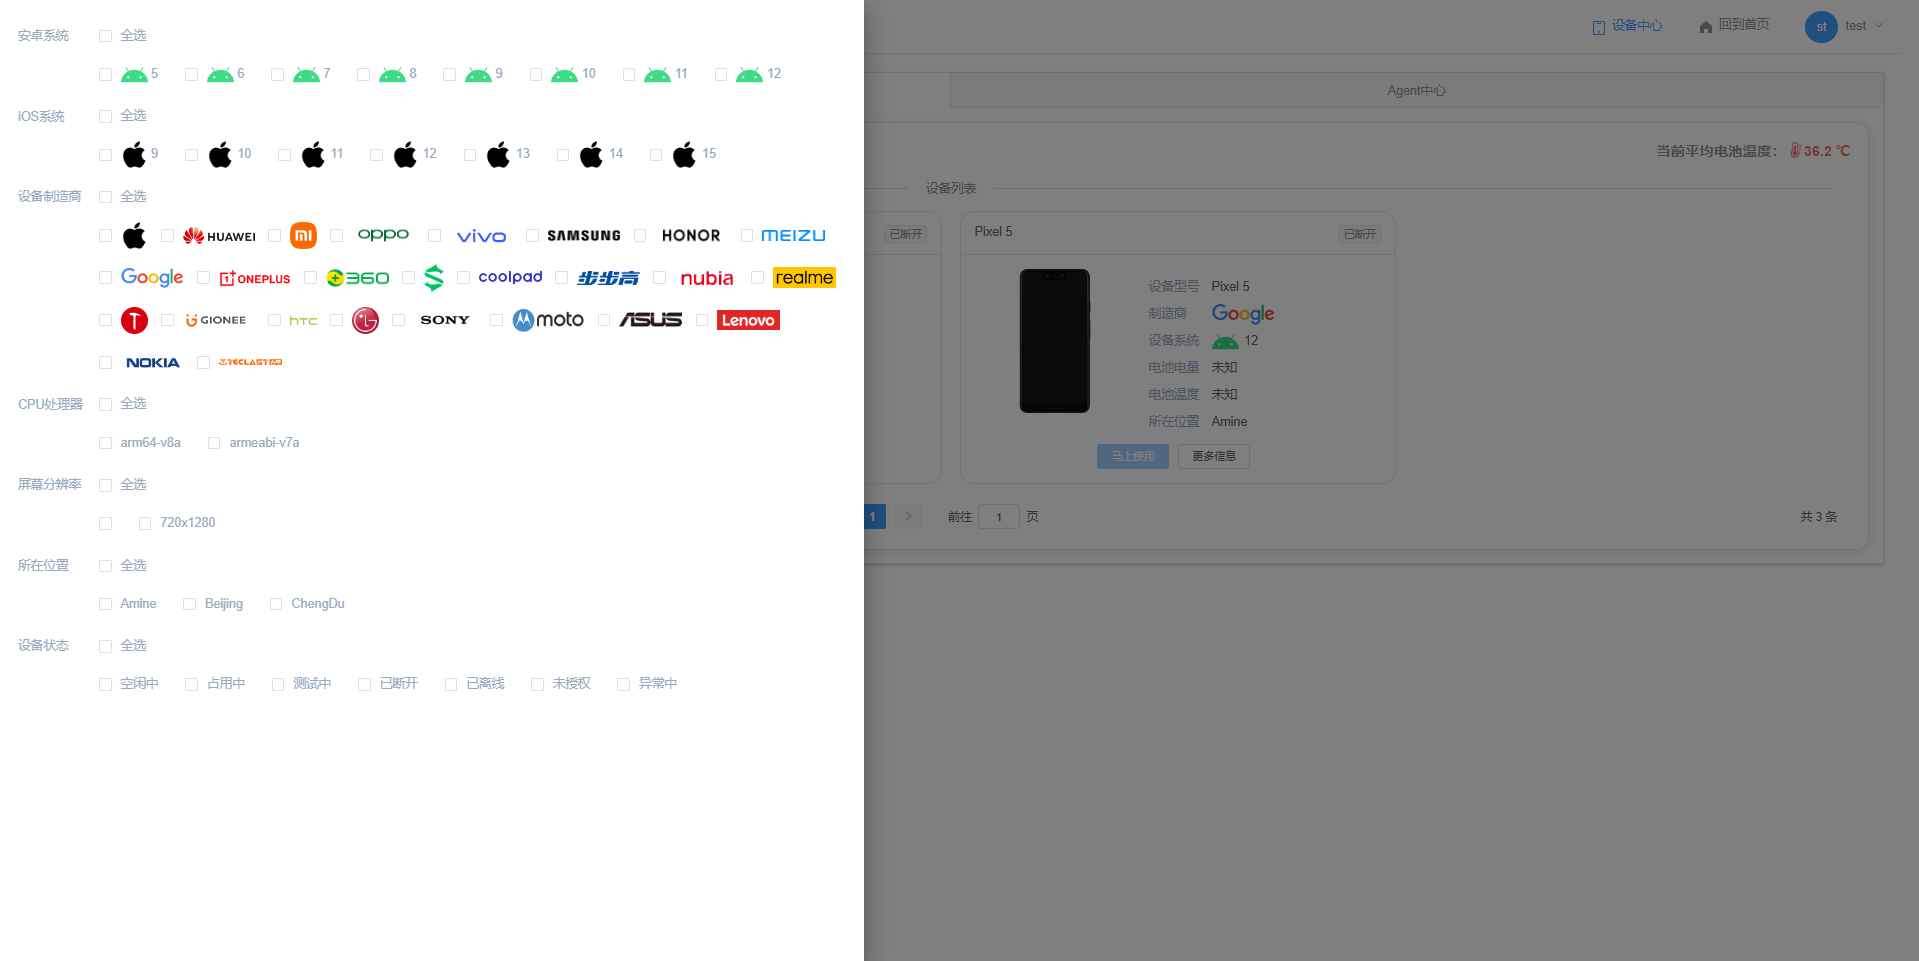 安卓系统 全选
5 6 7 8 9 10 11 12
iOS系统 全选
9 10 11 12 13 14 15
设备制造商 全选
HUAWEI mi oppo vivo SAMSUNG HONOR MEIZU
Google ONEPLUS 360 coolpad 步步高 nubia realme
T GIONEE hTC LG SONY moto ASUS Lenovo
NOKIA TECLAST
CPU处理器 全选
arm64-v8a armeabi-v7a
屏幕分辨率 全选
720x1280
所在位置 全选
Amine Beijing ChengDu
设备状态 全选
空闲中 占用中 测试中 已断开 已离线 未授权 异常中
设备中心 回到首页 st test
Agent中心
当前平均电池温度: 36.2 ℃
设备列表
已断开
Pixel 5 已断开
设备型号 Pixel 5
制造商 Google
设备系统 12
电池电量 未知
电池温度 未知
所在位置 Amine
马上使用 更多信息
1 前往 1 页 共 3 条